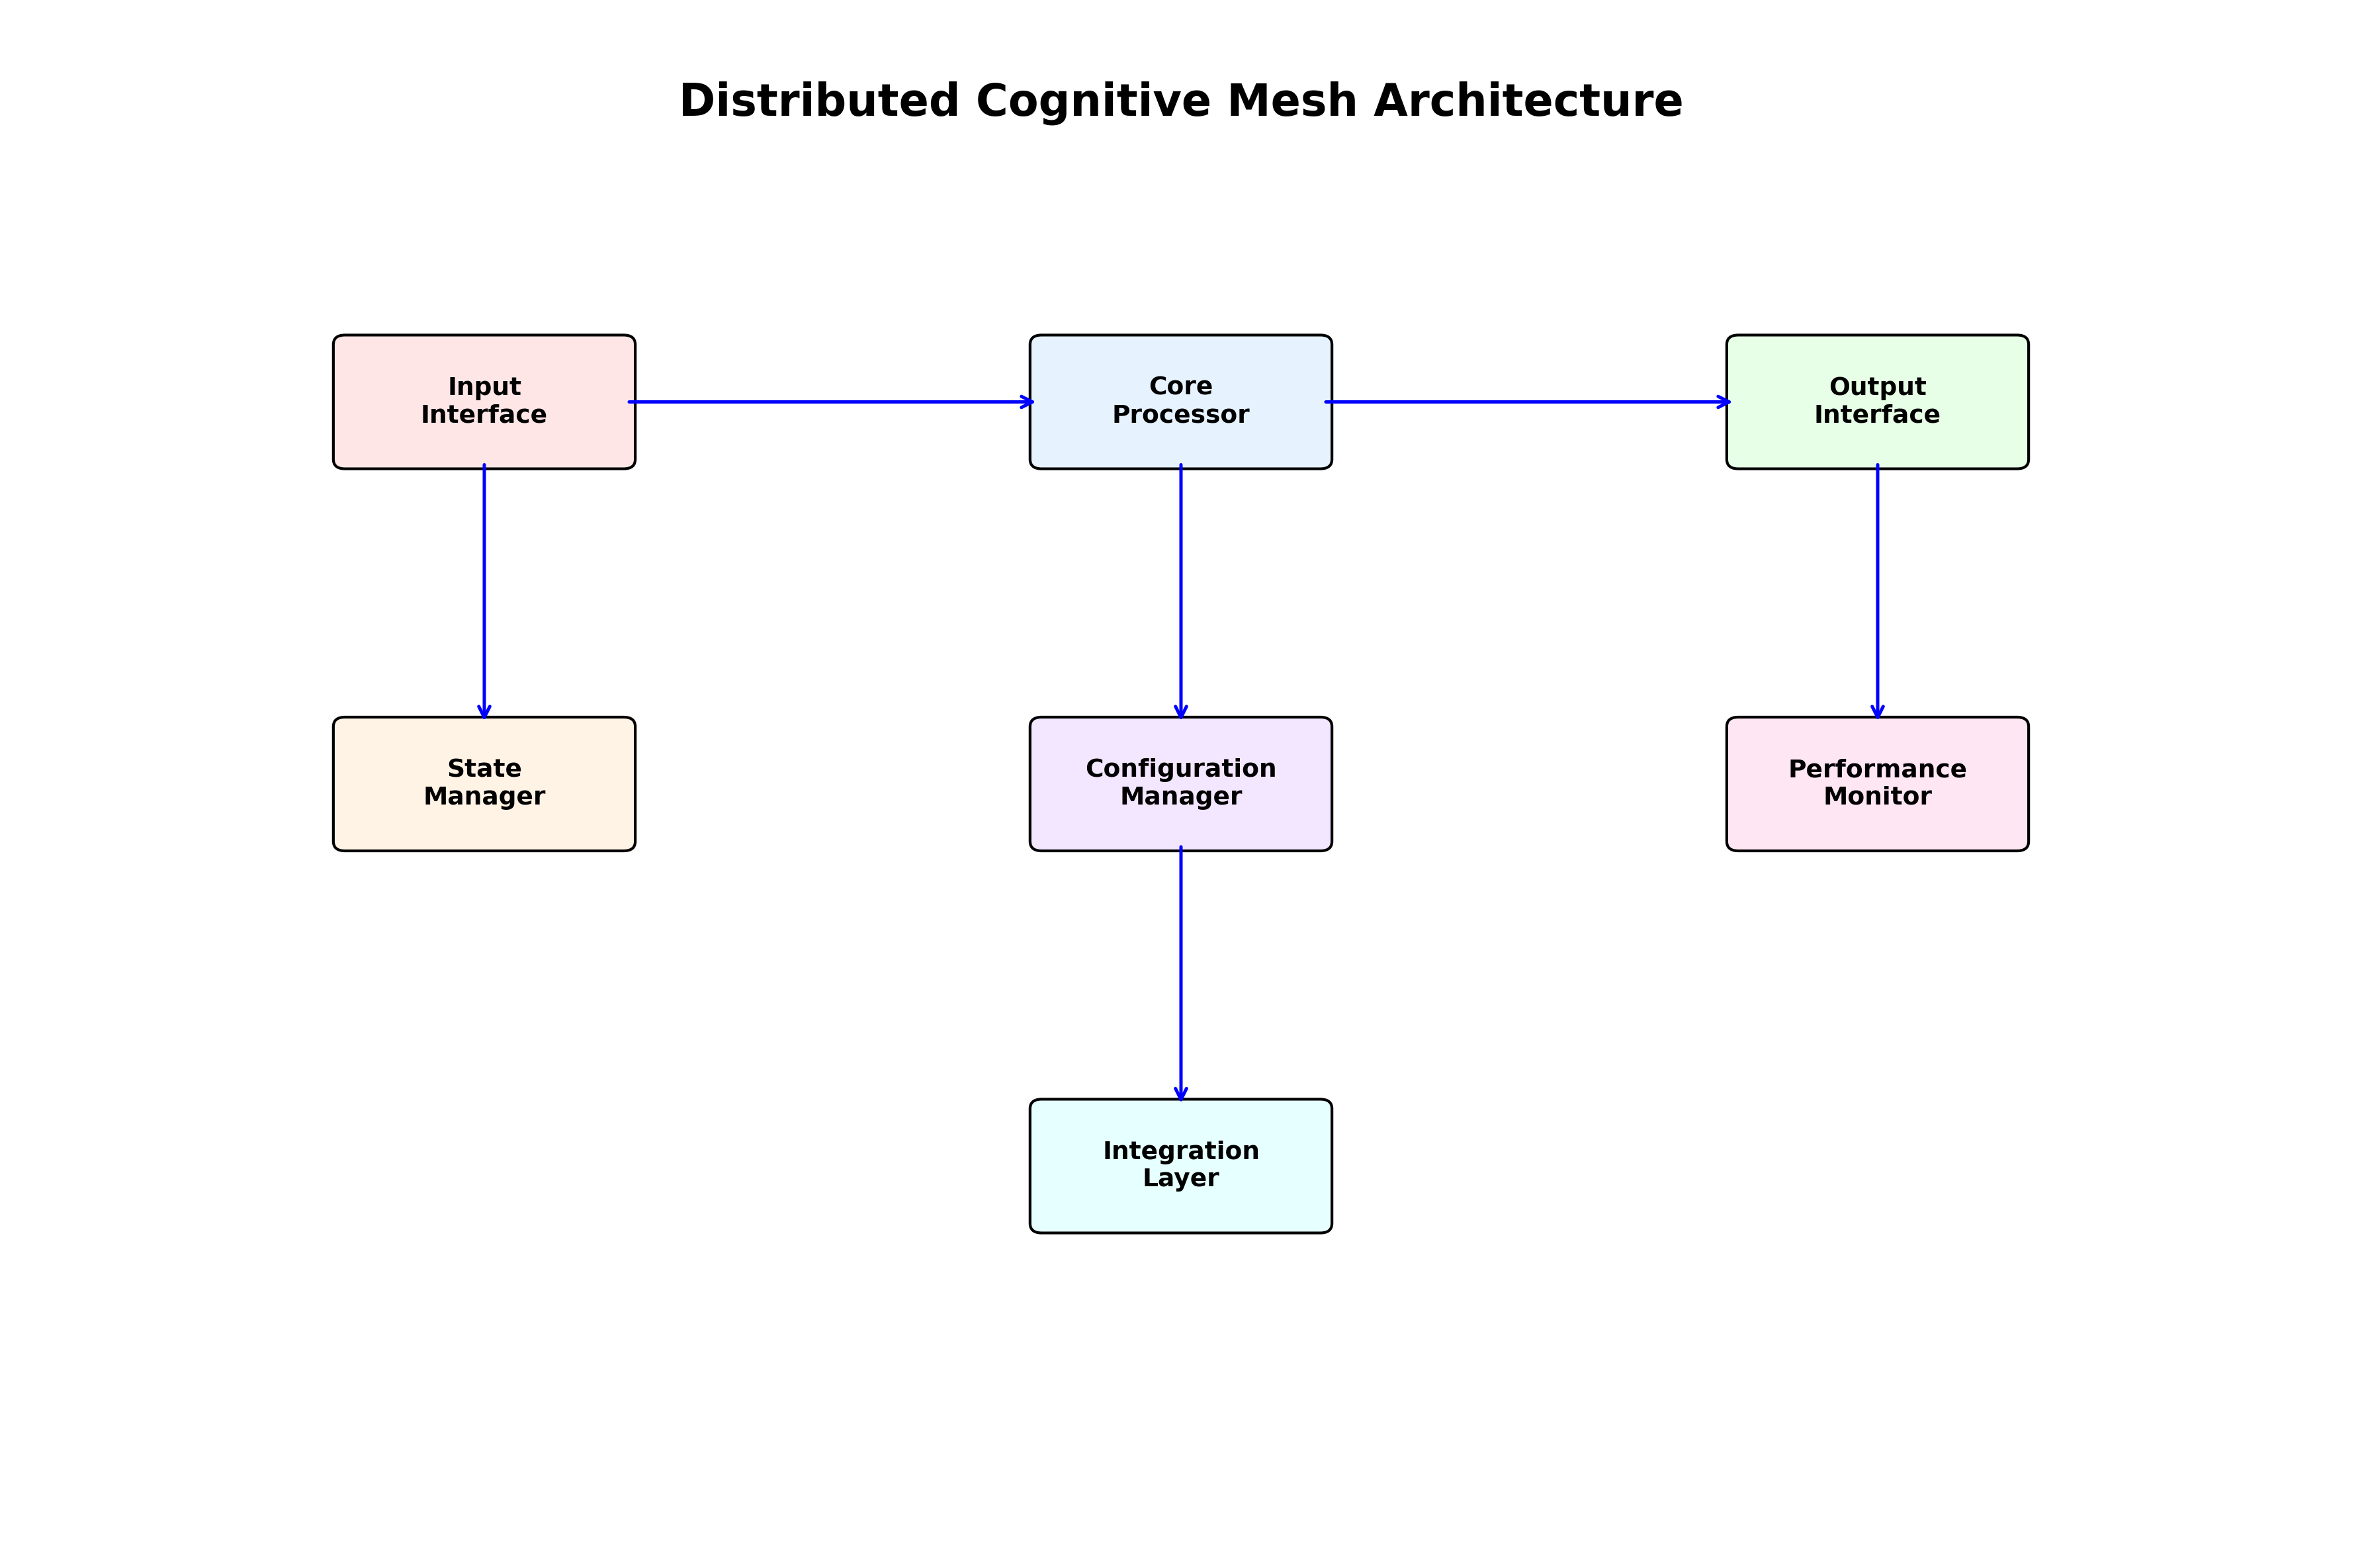 Distributed Cognitive Mesh Architecture
Input
Interface
Core
Processor
Output
Interface
State
Manager
Configuration
Manager
Performance
Monitor
Integration
Layer